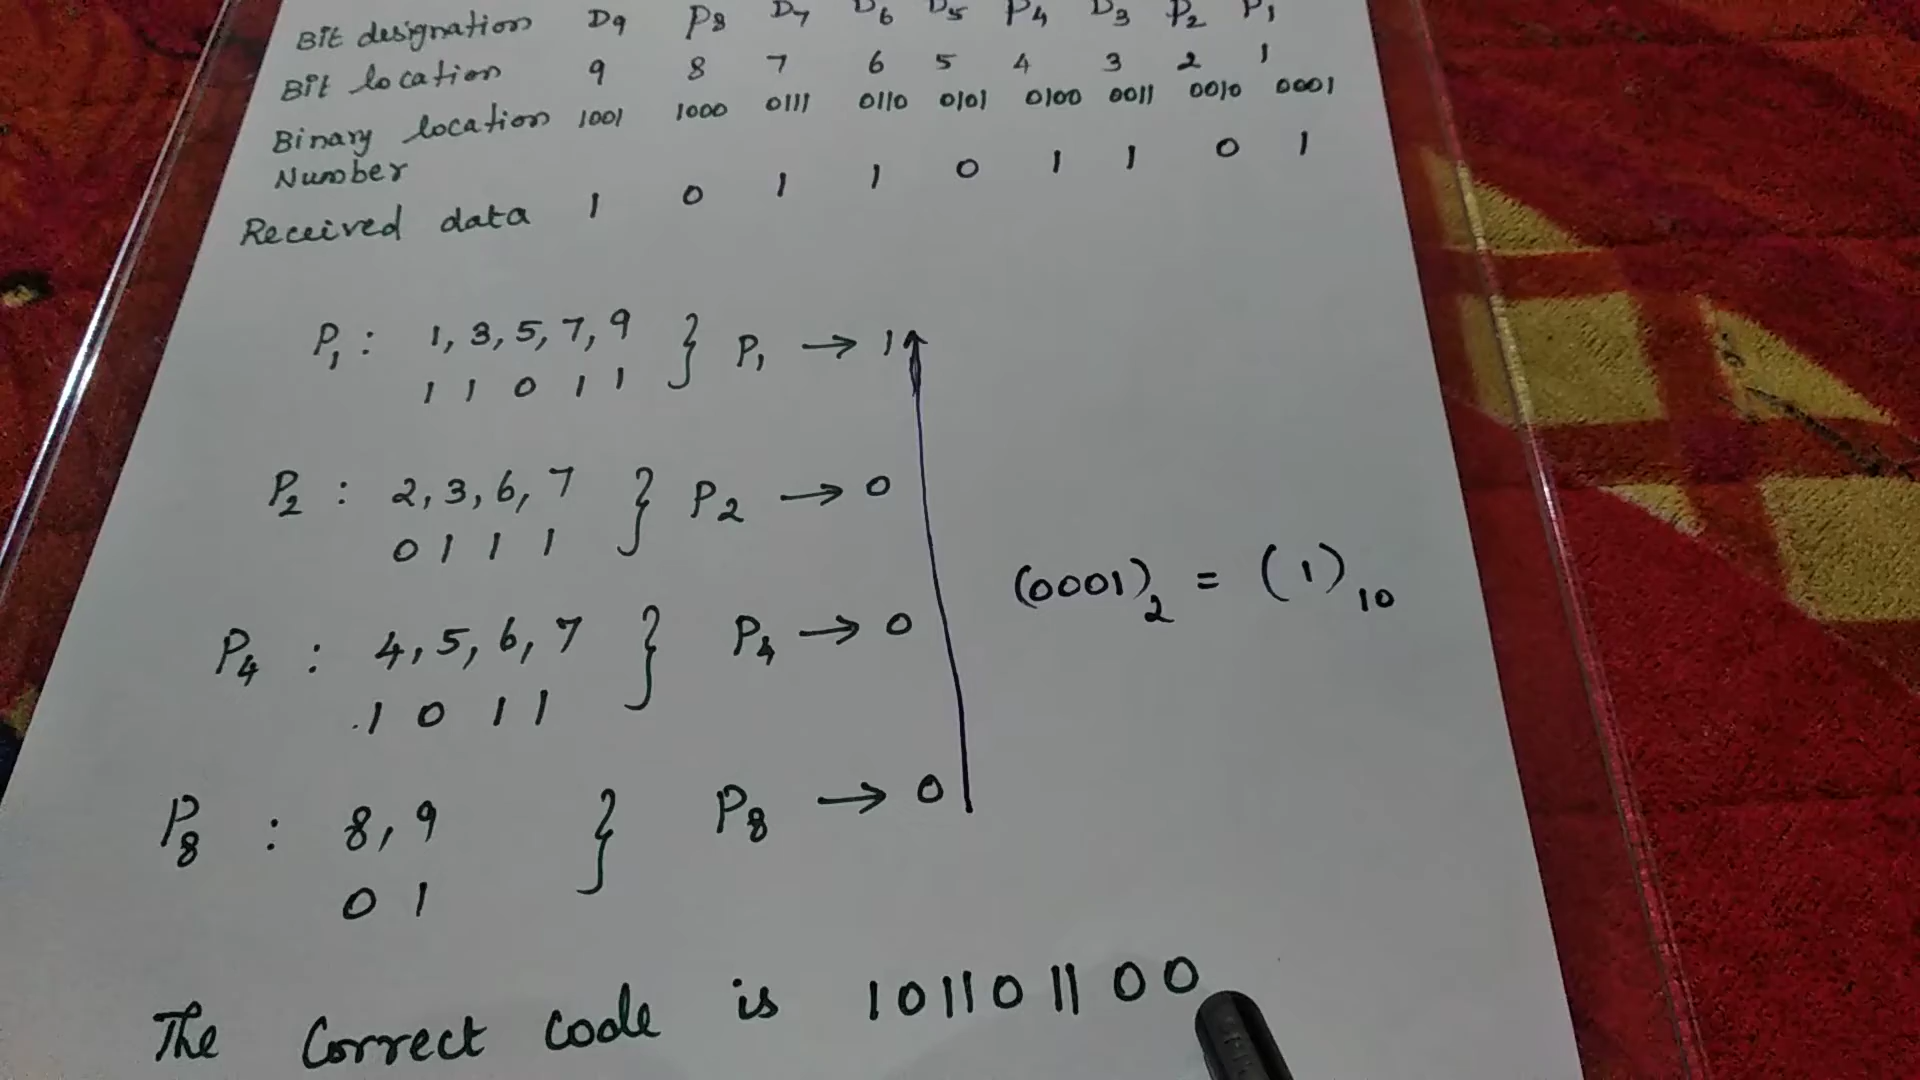 Bit designation D9 P8 D7 D6 D5 P4 D3 P2 P1
Bit location 9 8 7 6 5 4 3 2 1
Binary location 1001 1000 0111 0110 0101 0100 0011 0010 0001
Number
Received data 1 0 1 1 0 1 1 0 1
P1 : 1, 3, 5, 7, 9 } P1 → 1
1 1 0 1 1
P2 : 2, 3, 6, 7 } P2 → 0
0 1 1 1
(0001)2 = (1)10
P4 : 4, 5, 6, 7 } P4 → 0
1 0 1 1
P8 : 8, 9 } P8 → 0
0 1
The Correct code is 101101100